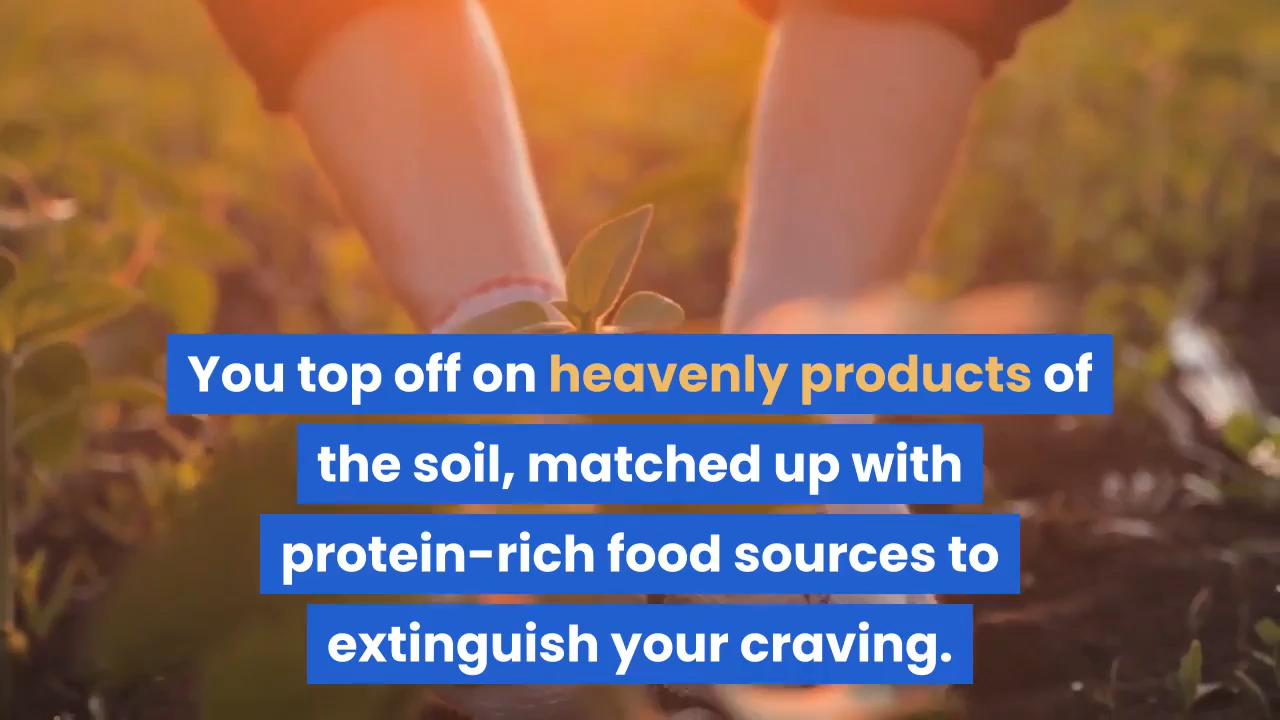 You top off on heavenly products of
the soil, matched up with
protein-rich food sources to
extinguish your craving.